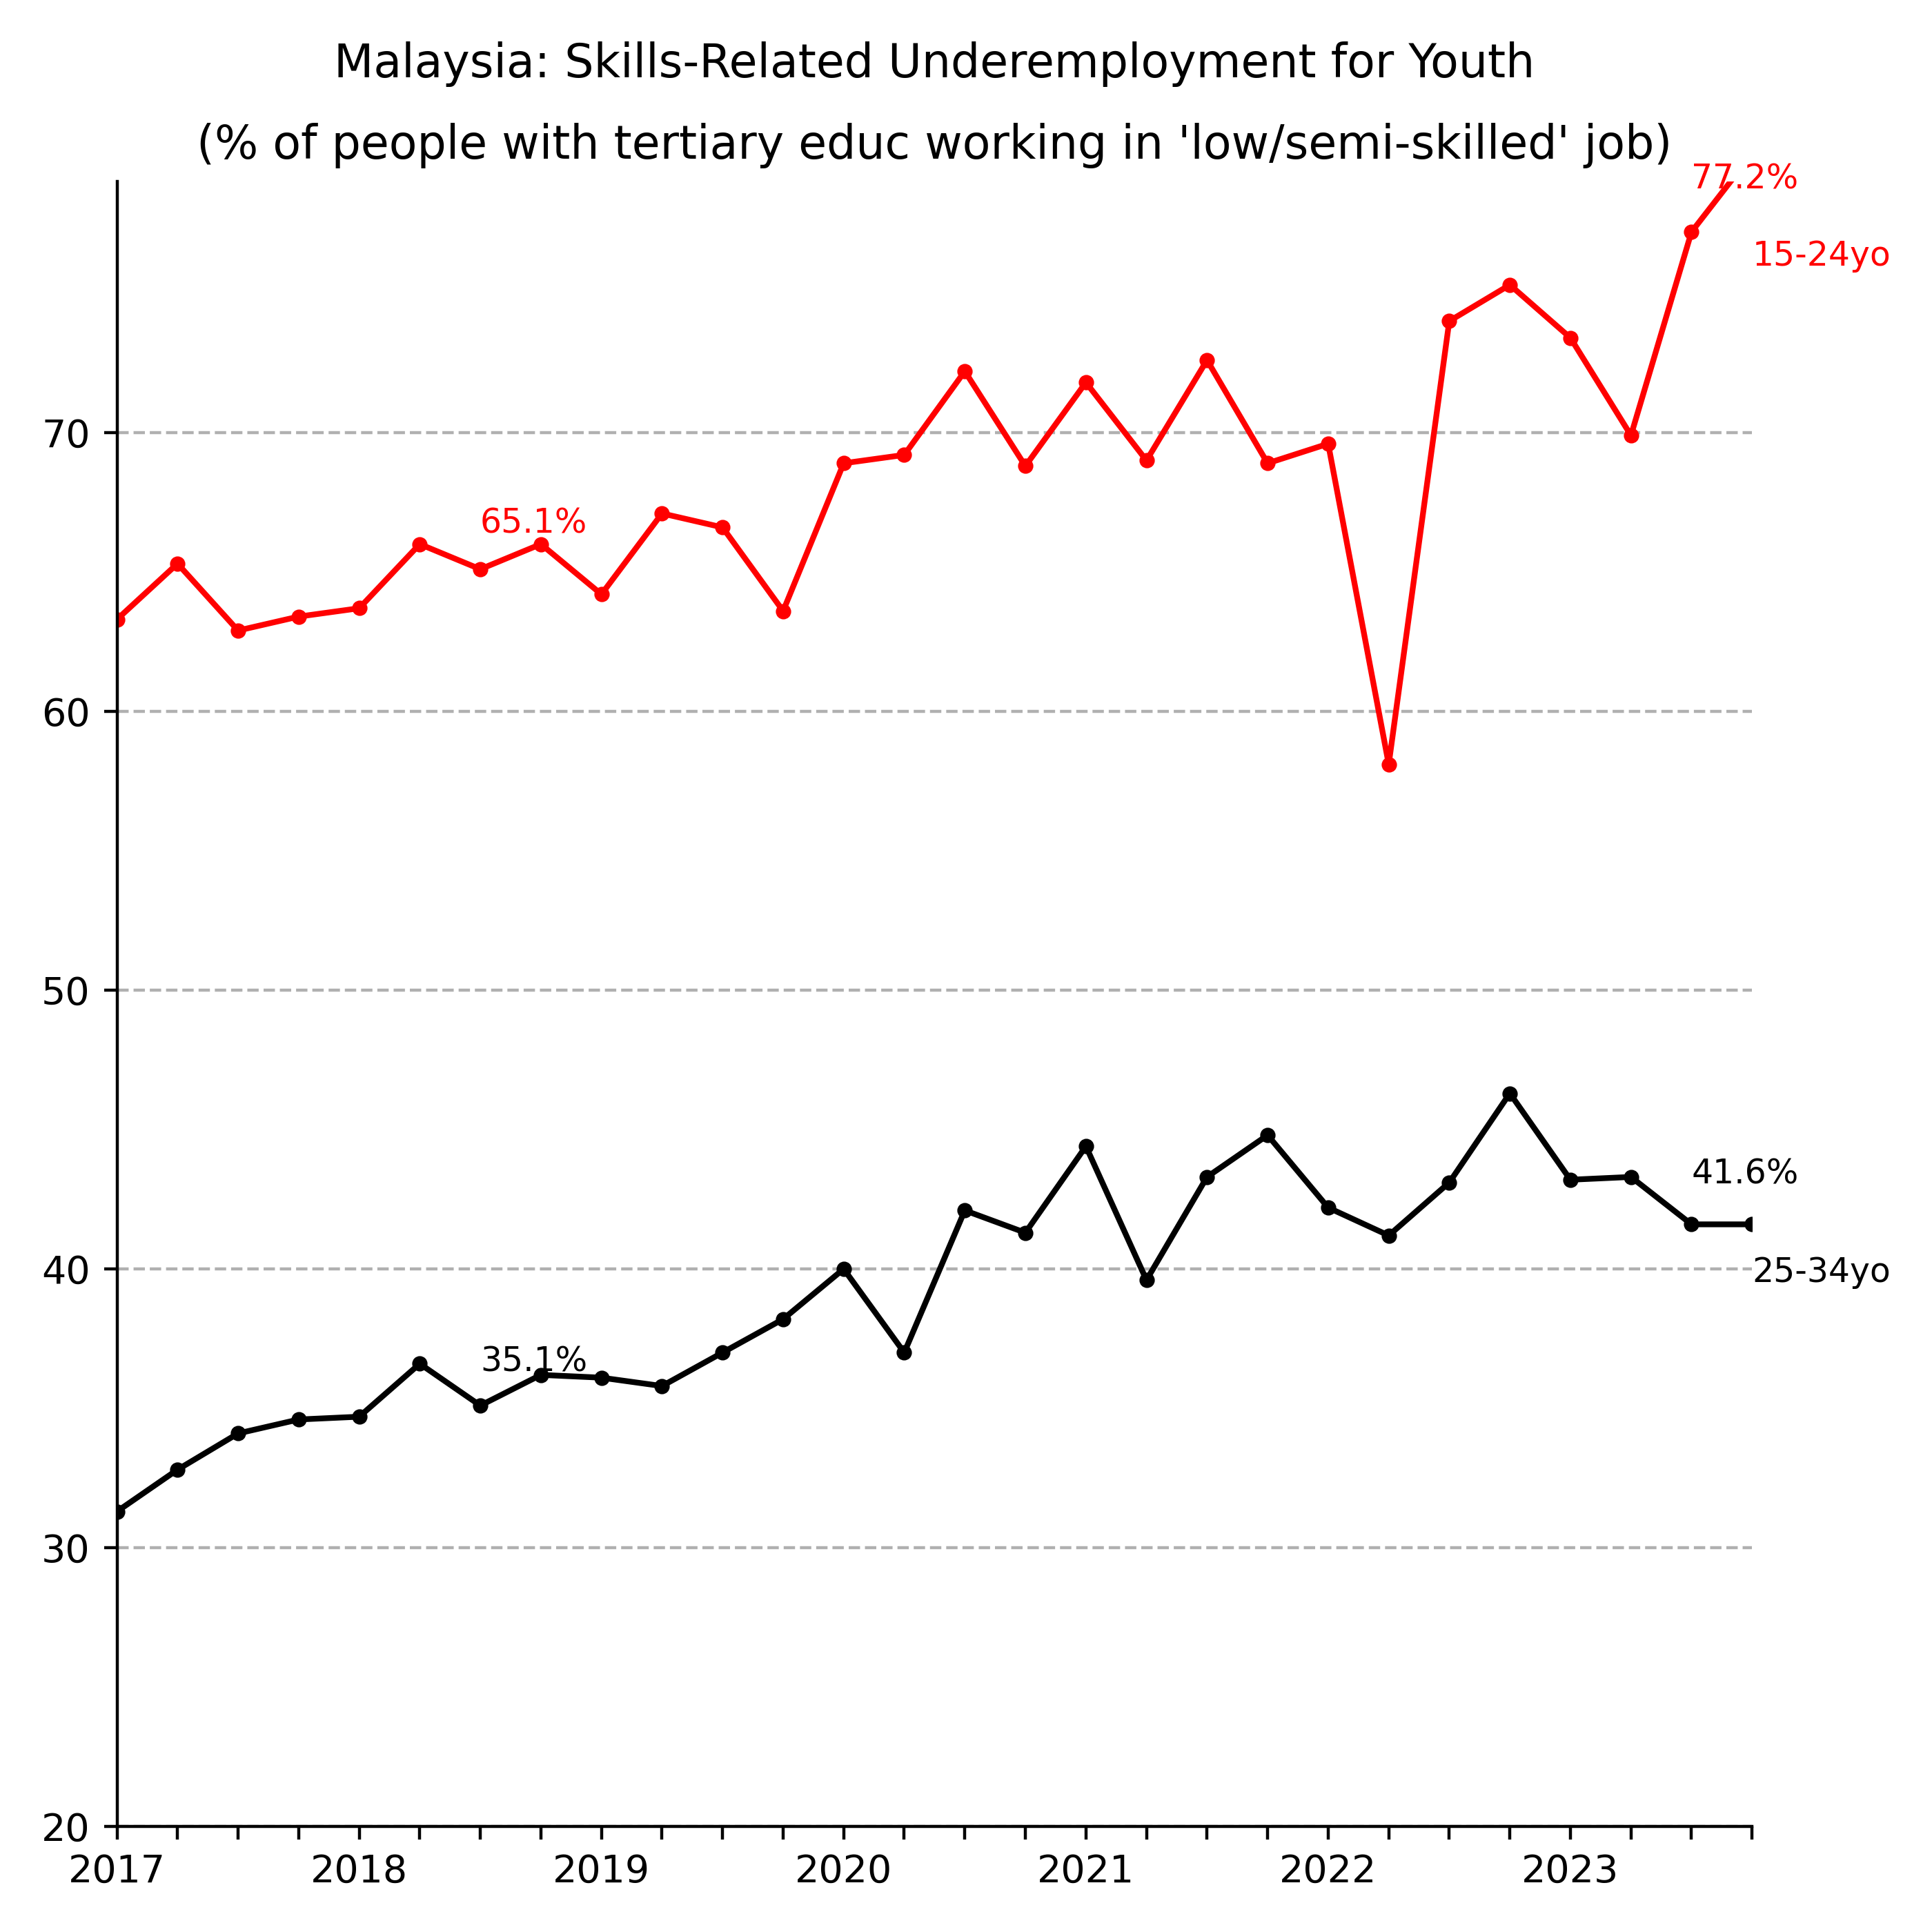 Malaysia: Skills-Related Underemployment for Youth
(% of people with tertiary educ working in 'low/semi-skilled' job)
77.2%
15-24yo
70
65.1%
60
50
41.6%
40
25-34yo
35.1%
30
20
2017 2018 2019 2020 2021 2022 2023